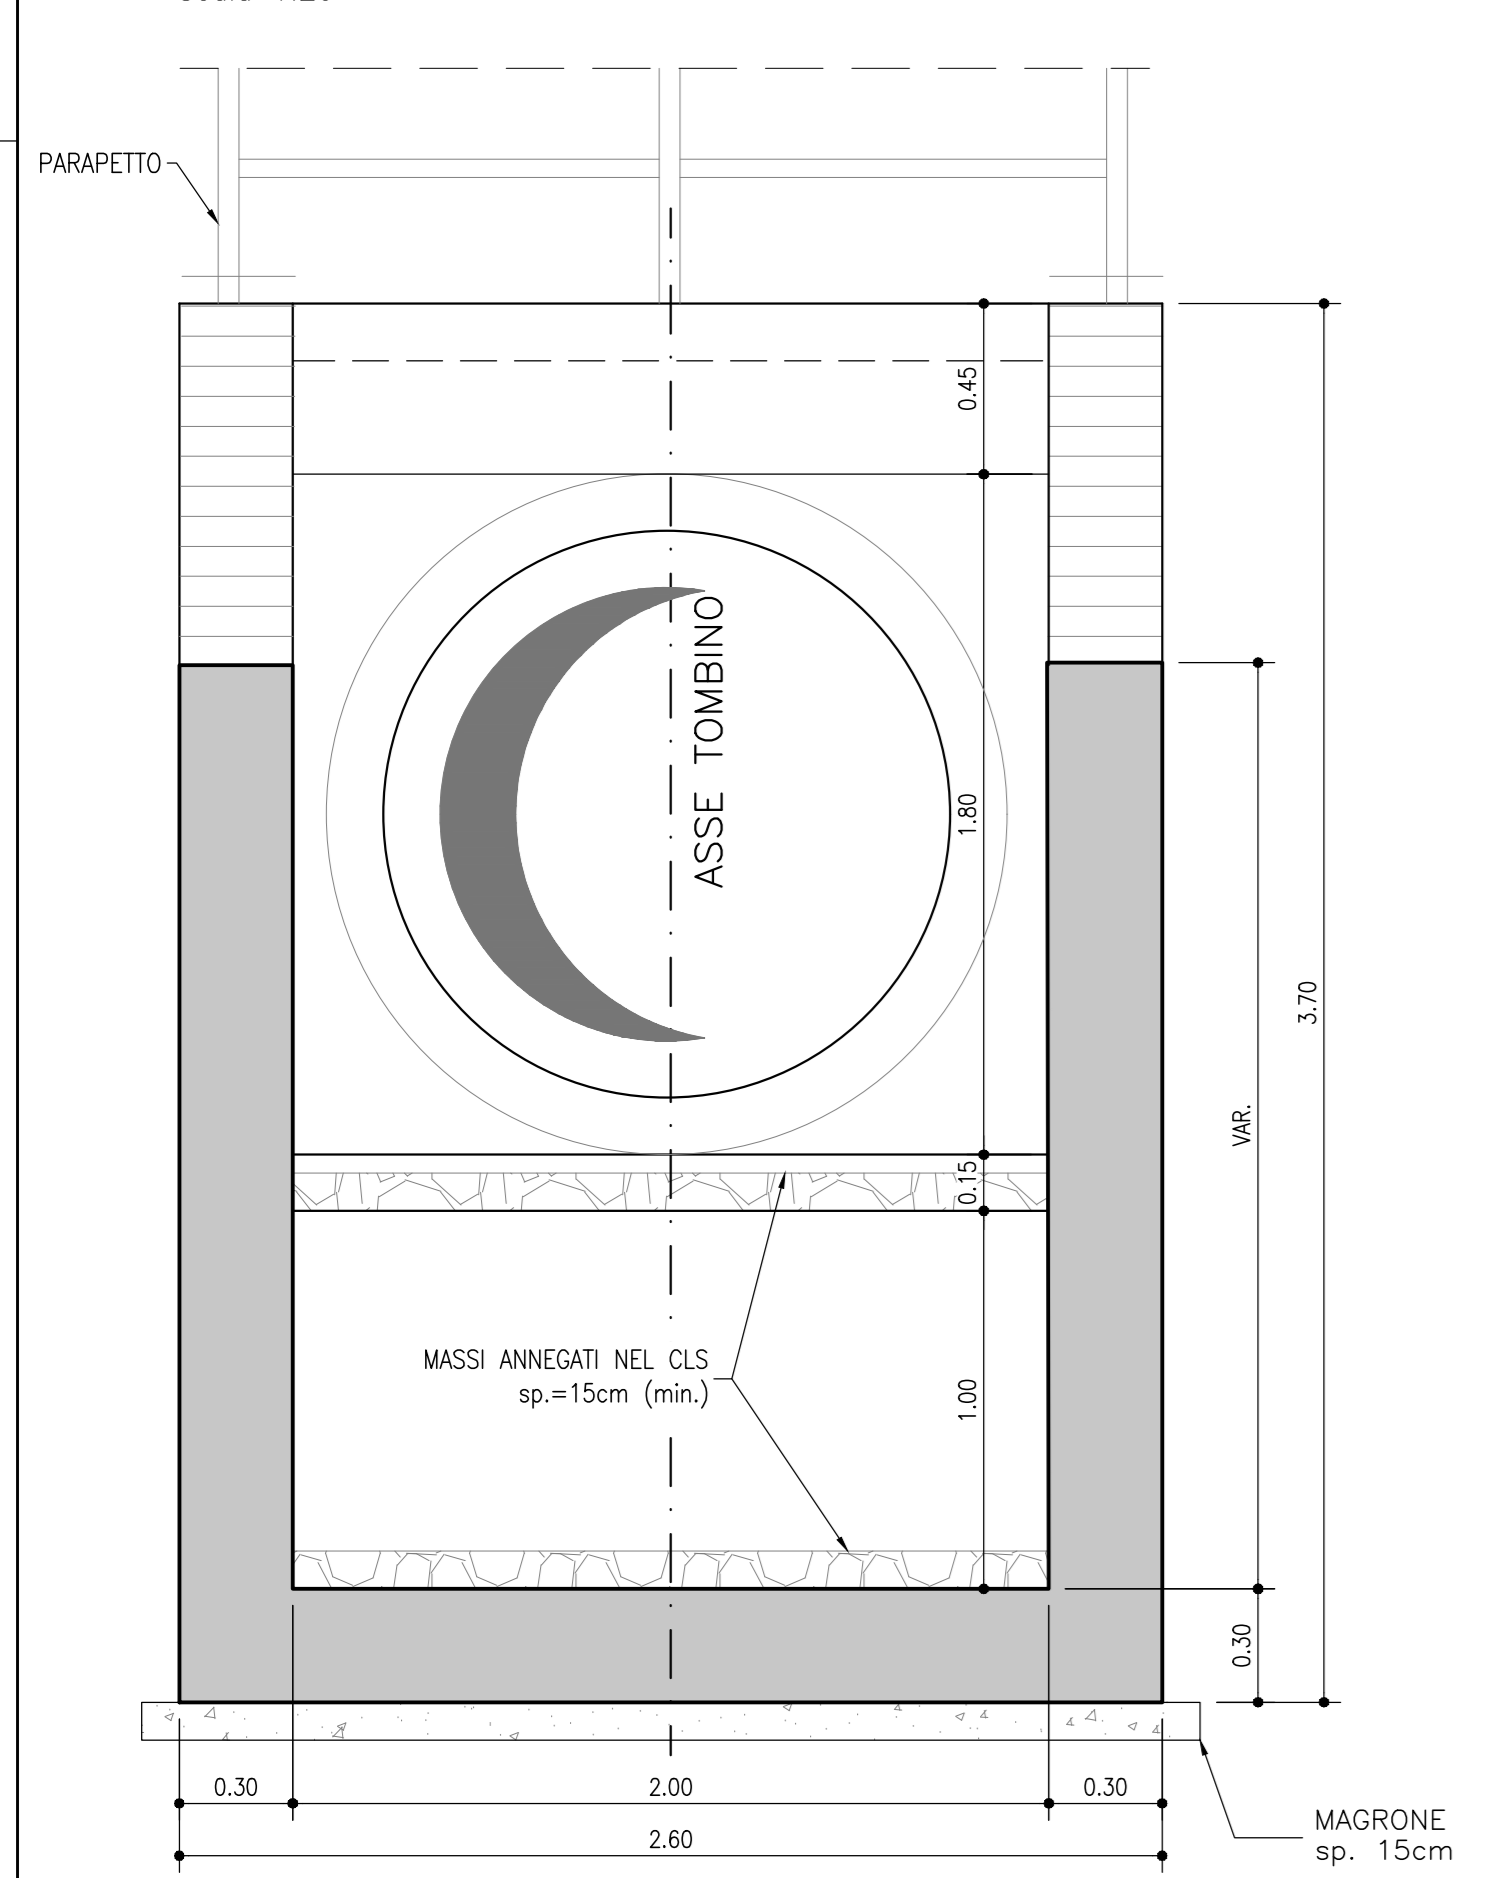 PARAPETTO
0.45
ASSE TOMBINO
1.80
3.70
VAR.
0.15
MASSI ANNEGATI NEL CLS
sp.=15cm (min.)
1.00
0.30
0.30
2.00
0.30
2.60
MAGRONE
sp. 15cm